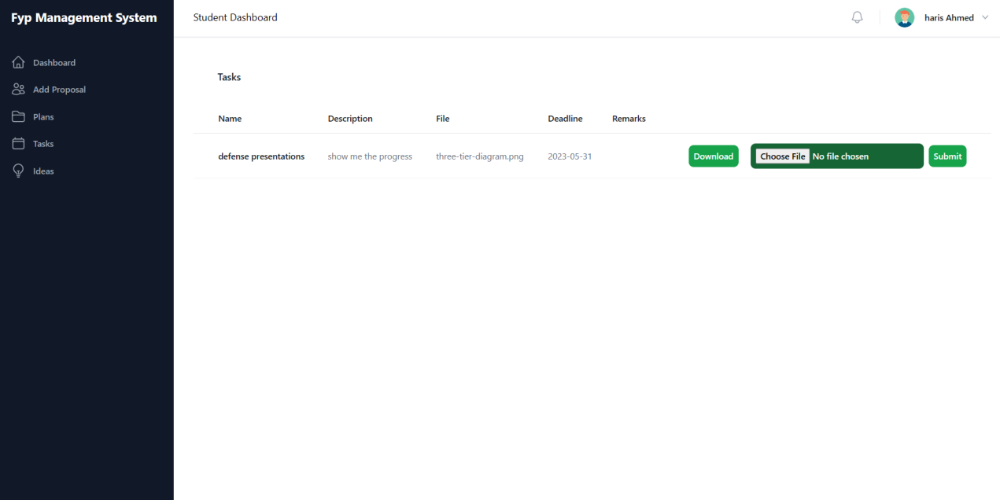 Fyp Management System
Student Dashboard
haris Ahmed
Dashboard
Add Proposal
Plans
Tasks
Ideas
Tasks
Name Description File Deadline Remarks
defense presentations show me the progress three-tier-diagram.png 2023-05-31 Download Choose File No file chosen Submit